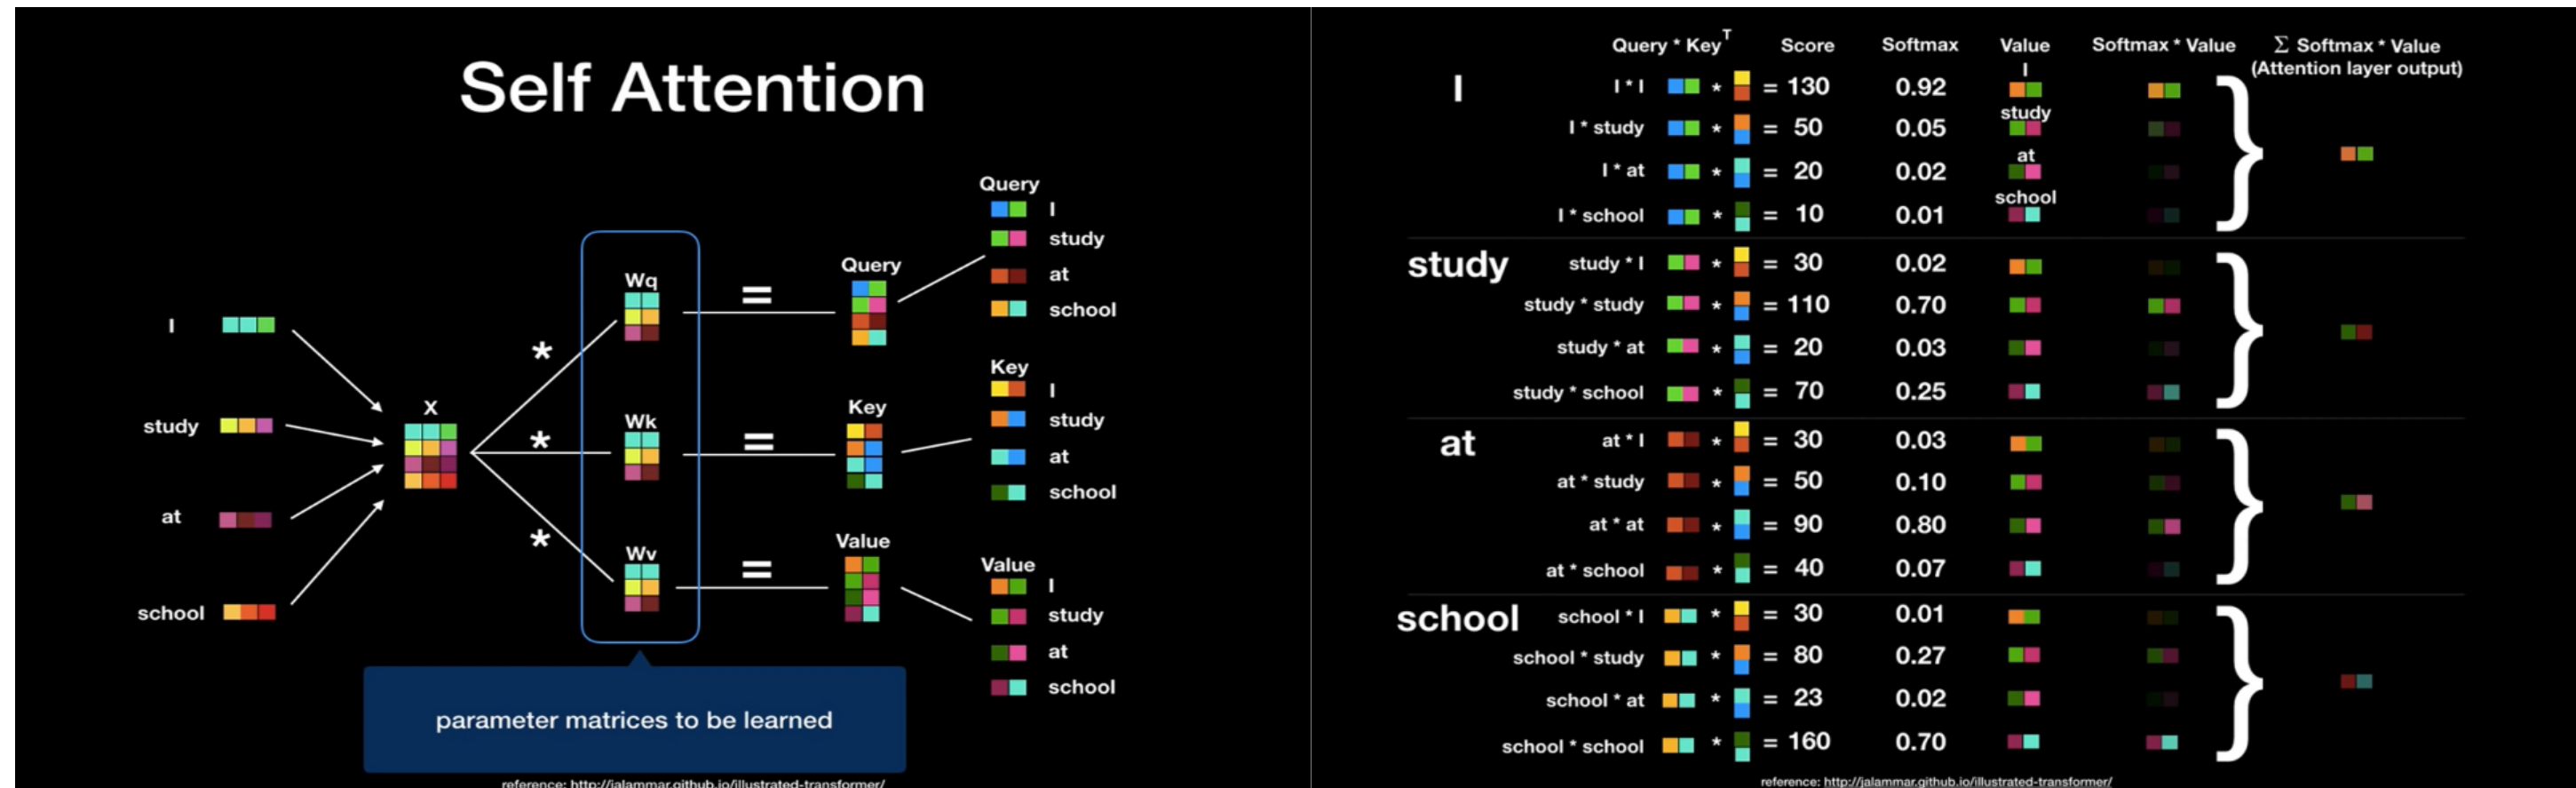 Self Attention
I
study
at
school
X
*
*
*
Wq
Wk
Wv
=
=
=
Query
Key
Value
Query
I
study
at
school
Key
I
study
at
school
Value
I
study
at
school
parameter matrices to be learned
reference: http://jalammar.github.io/illustrated-transformer/
Query * Key^T Score Softmax Value Softmax * Value Σ Softmax * Value
(Attention layer output)
I
I
I * I * = 130 0.92
study
I * study * = 50 0.05
at
I * at * = 20 0.02
school
I * school * = 10 0.01
study
study * I * = 30 0.02
study * study * = 110 0.70
study * at * = 20 0.03
study * school * = 70 0.25
at
at * I * = 30 0.03
at * study * = 50 0.10
at * at * = 90 0.80
at * school * = 40 0.07
school
school * I * = 30 0.01
school * study * = 80 0.27
school * at * = 23 0.02
school * school * = 160 0.70
reference: http://jalammar.github.io/illustrated-transformer/